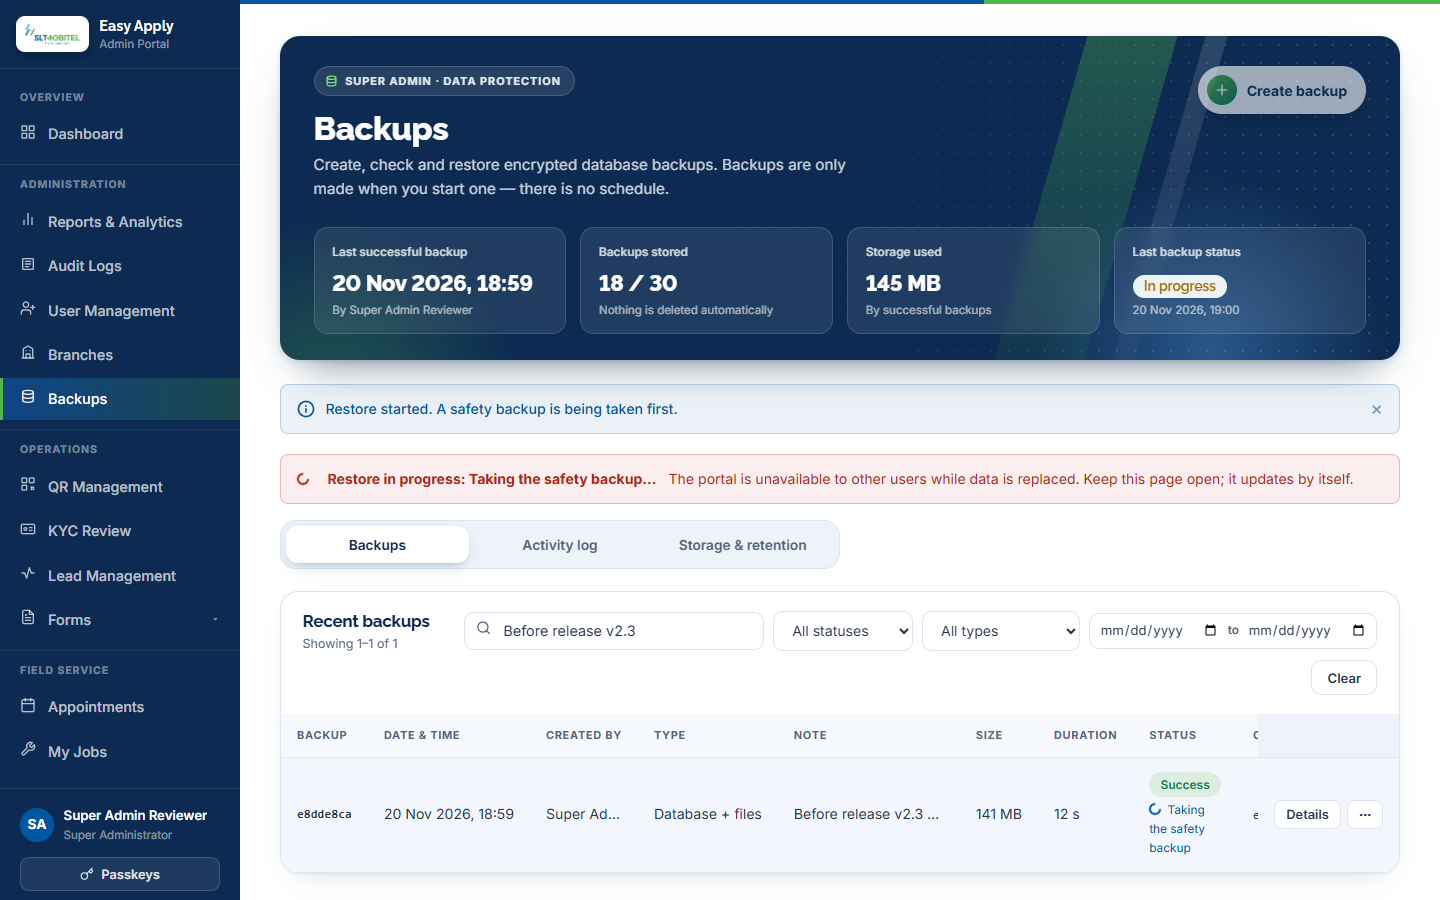 SLTMOBITEL
Easy Apply
Admin Portal
OVERVIEW
Dashboard
ADMINISTRATION
Reports & Analytics
Audit Logs
User Management
Branches
Backups
OPERATIONS
QR Management
KYC Review
Lead Management
Forms
FIELD SERVICE
Appointments
My Jobs
SA
Super Admin Reviewer
Super Administrator
Passkeys
SUPER ADMIN · DATA PROTECTION
Create backup
Backups
Create, check and restore encrypted database backups. Backups are only
made when you start one — there is no schedule.
Last successful backup
20 Nov 2026, 18:59
By Super Admin Reviewer
Backups stored
18 / 30
Nothing is deleted automatically
Storage used
145 MB
By successful backups
Last backup status
In progress
20 Nov 2026, 19:00
Restore started. A safety backup is being taken first.
Restore in progress: Taking the safety backup... The portal is unavailable to other users while data is replaced. Keep this page open; it updates by itself.
Backups Activity log Storage & retention
Recent backups
Showing 1–1 of 1
Before release v2.3
All statuses
All types
mm/dd/yyyy to mm/dd/yyyy
Clear
BACKUP DATE & TIME CREATED BY TYPE NOTE SIZE DURATION STATUS
e8dde8ca 20 Nov 2026, 18:59 Super Ad... Database + files Before release v2.3 ... 141 MB 12 s
Success
Taking
the safety
backup
Details ...